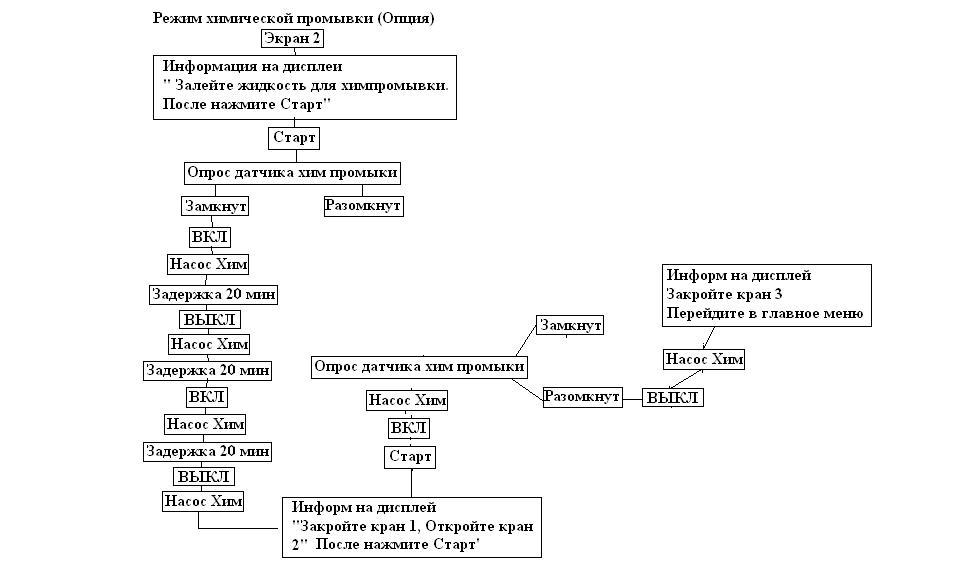 Режим химической промывки (Опция)
Экран 2
Информация на дисплеи
" Залейте жидкость для химпромывки.
После нажмите Старт"
Старт
Опрос датчика хим промыки
Замкнут
Разомкнут
ВКЛ
Насос Хим
Задержка 20 мин
ВЫКЛ
Насос Хим
Задержка 20 мин
ВКЛ
Насос Хим
Задержка 20 мин
ВЫКЛ
Насос Хим
Информ на дисплей
"Закройте кран 1, Откройте кран
2" После нажмите Старт'
Старт
ВКЛ
Насос Хим
Опрос датчика хим промыки
Замкнут
Разомкнут
ВЫКЛ
Насос Хим
Информ на дисплей
Закройте кран 3
Перейдите в главное меню